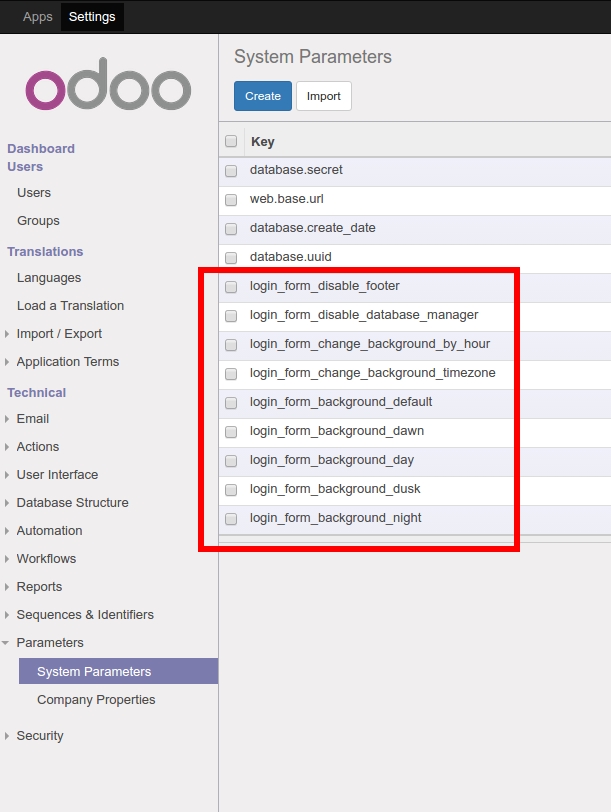 Apps Settings
odoo
Dashboard
Users
Users
Groups
Translations
Languages
Load a Translation
Import / Export
Application Terms
Technical
Email
Actions
User Interface
Database Structure
Automation
Workflows
Reports
Sequences & Identifiers
Parameters
System Parameters
Company Properties
Security
System Parameters
Create Import
Key
database.secret
web.base.url
database.create_date
database.uuid
login_form_disable_footer
login_form_disable_database_manager
login_form_change_background_by_hour
login_form_change_background_timezone
login_form_background_default
login_form_background_dawn
login_form_background_day
login_form_background_dusk
login_form_background_night